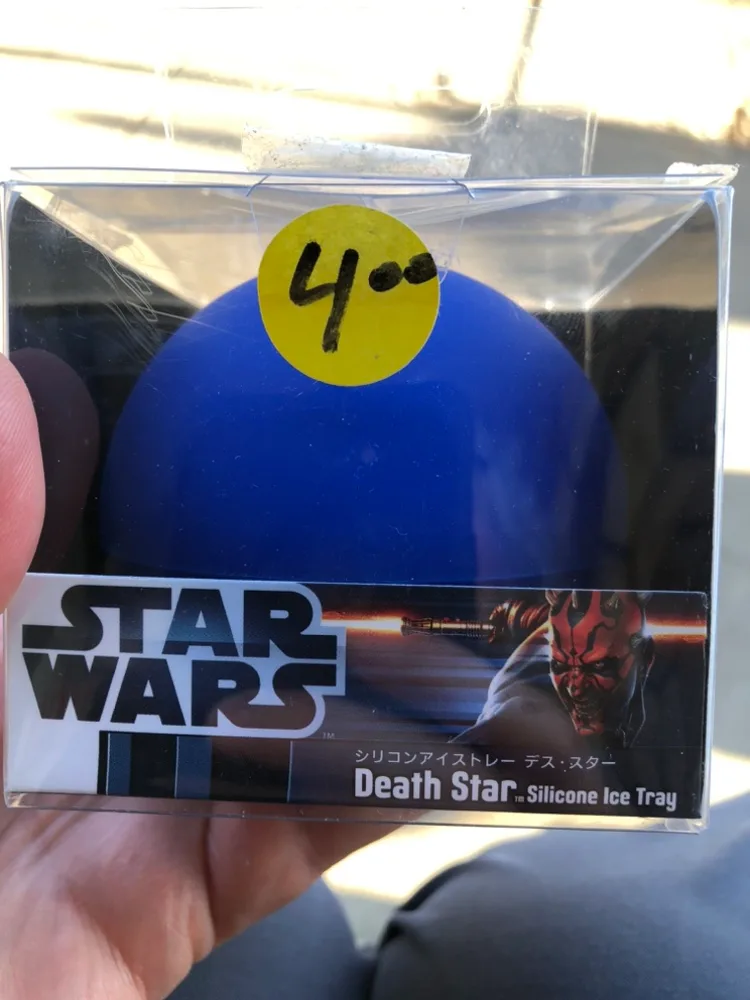 4 00
STAR
WARS
TM
シリコンアイストレー デス・スター
Death Star TM Silicone Ice Tray